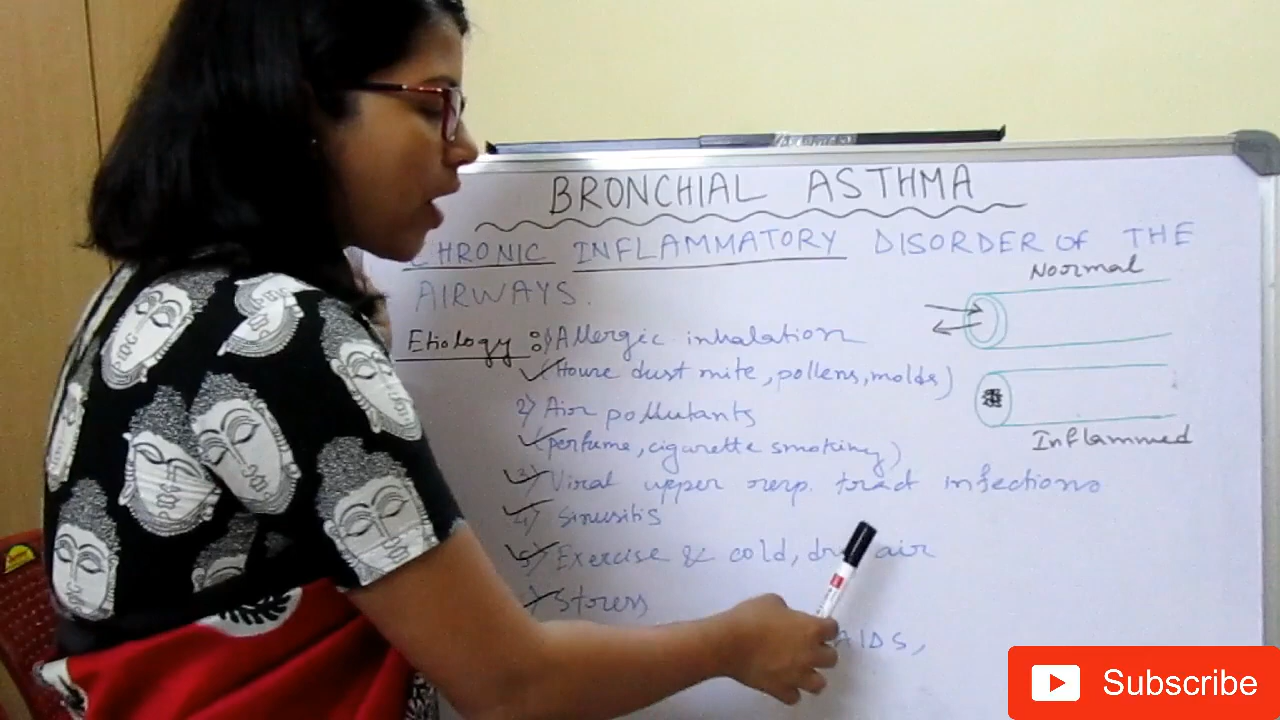 BRONCHIAL ASTHMA
CHRONIC INFLAMMATORY DISORDER OF THE
AIRWAYS.
Normal
Etiology :1) Allergic inhalation
(House dust mite, pollens, molds)
2) Air pollutants
(perfume, cigarette smoking)
Inflammed
3) Viral upper resp. tract infections
4) Sinusitis
5) Exercise & cold, dry air
Stress
AIDS,
Subscribe